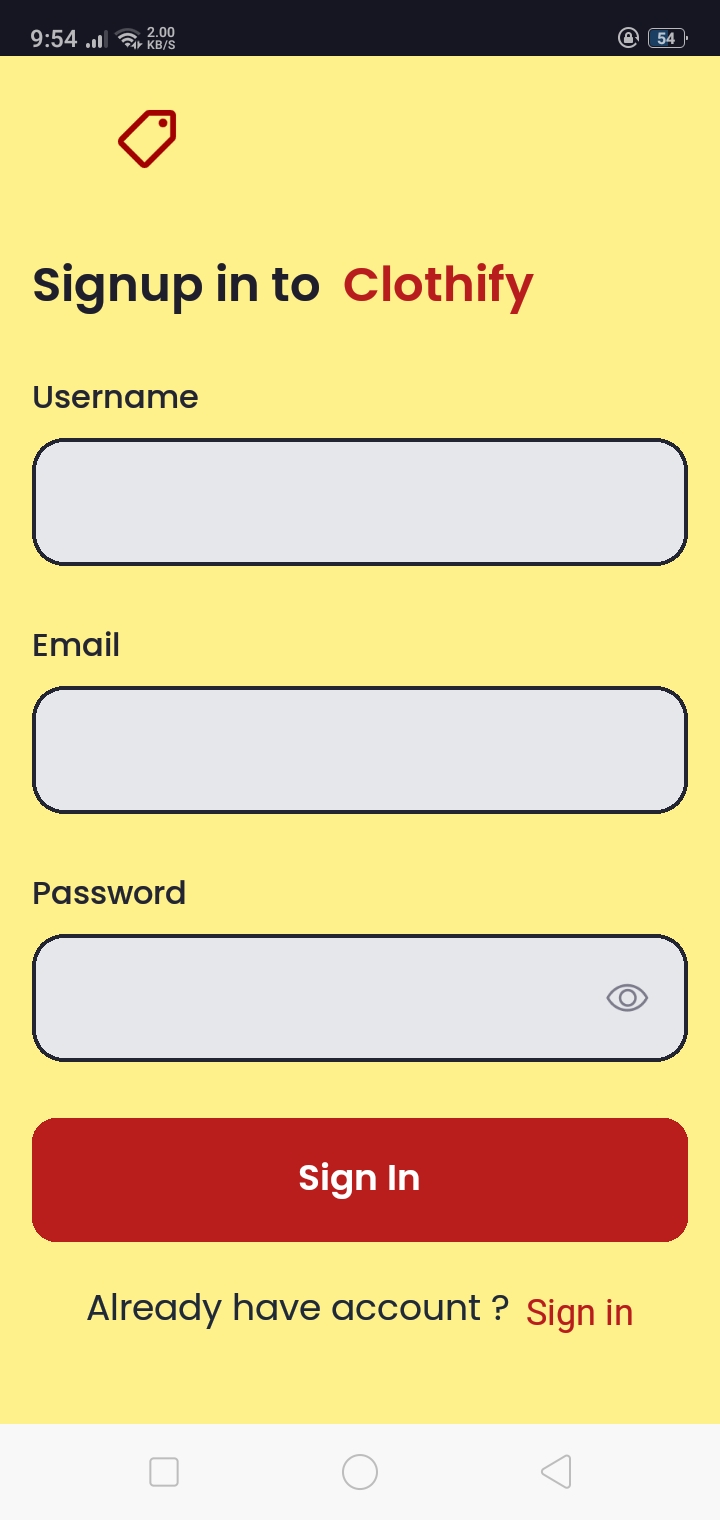 9:54 2.00 KB/S 54
Signup in to Clothify
Username
Email
Password
Sign In
Already have account ? Sign in